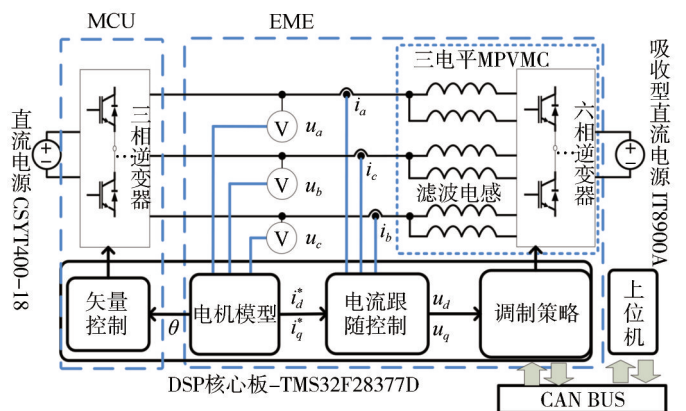 MCU
EME
三电平MPVMC
直流电源 CSYT400-18
三相逆变器
…
V
u_a
i_a
V
u_b
i_c
V
u_c
i_b
滤波电感
六相逆变器
…
吸收型直流电源 IT8900A
矢量
控制
θ
电机模型
i_d^*
i_q^*
电流跟
随控制
u_d
u_q
调制策略
上位机
DSP核心板-TMS32F28377D
CAN BUS